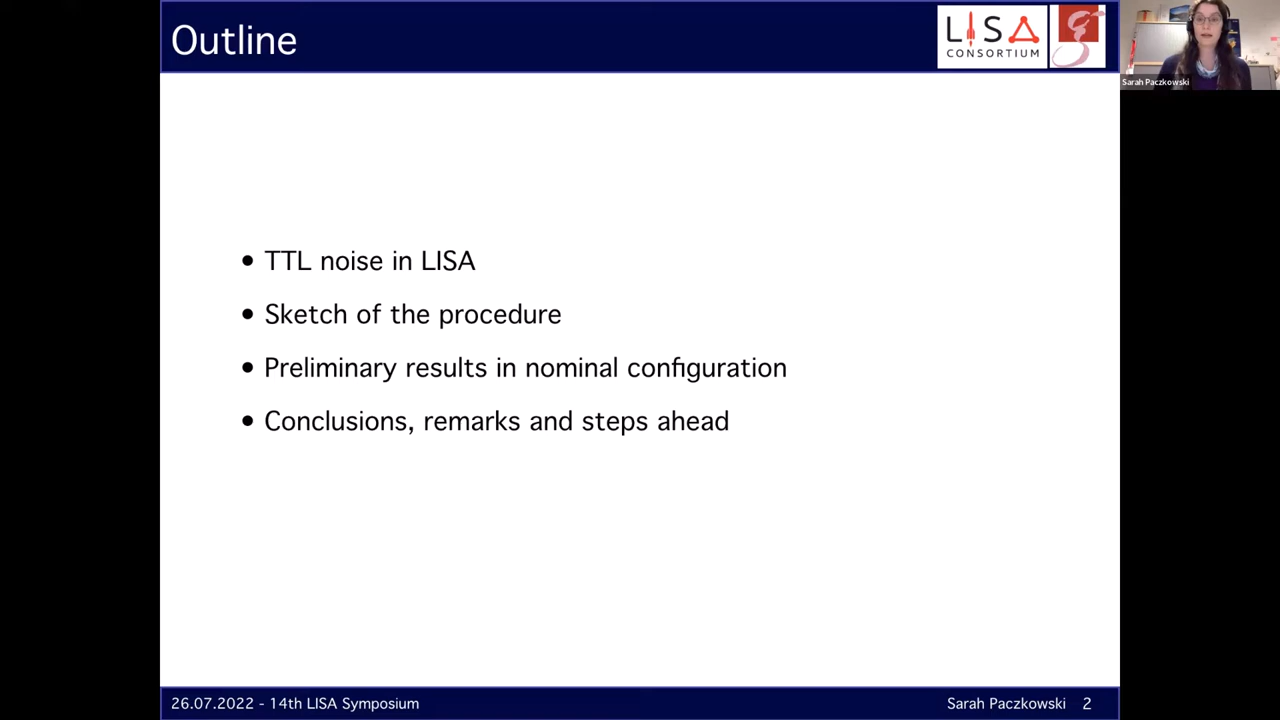 Outline
LISA
CONSORTIUM
Sarah Paczkowski
• TTL noise in LISA
• Sketch of the procedure
• Preliminary results in nominal configuration
• Conclusions, remarks and steps ahead
26.07.2022 - 14th LISA Symposium
Sarah Paczkowski 2